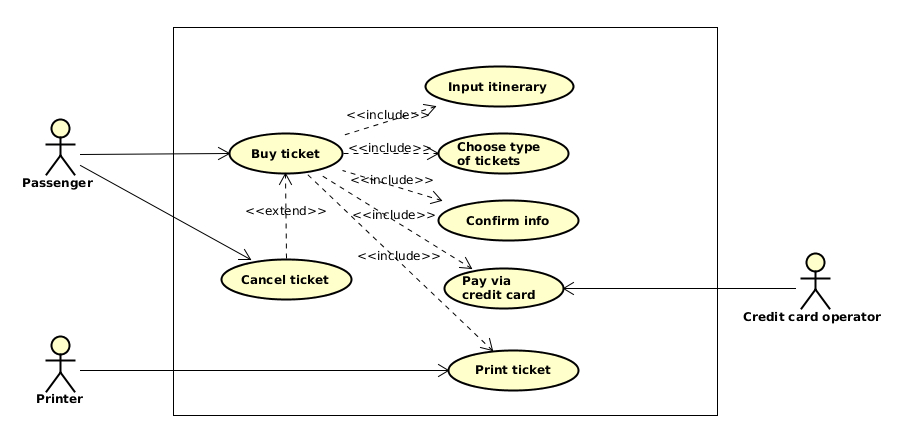 Input itinerary
<<include>>
Choose type
of tickets
<<include>>
Buy ticket
Passenger
<<include>>
Confirm info
<<extend>>
<<include>>
<<include>>
Cancel ticket
Pay via
credit card
Credit card operator
Print ticket
Printer